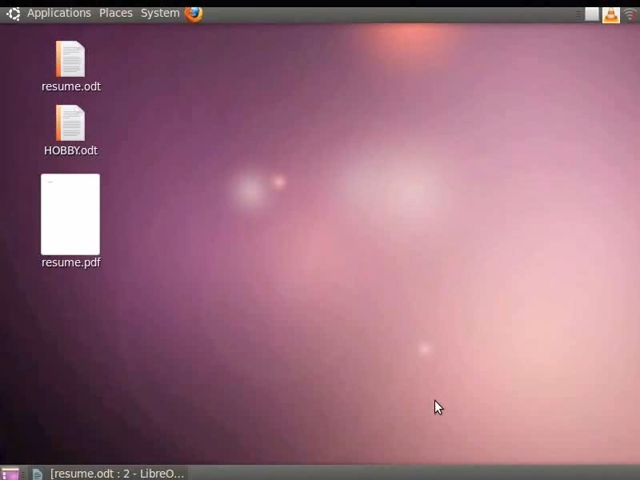 Applications Places System
resume.odt
HOBBY.odt
resume.pdf
[resume.odt : 2 - LibreO...